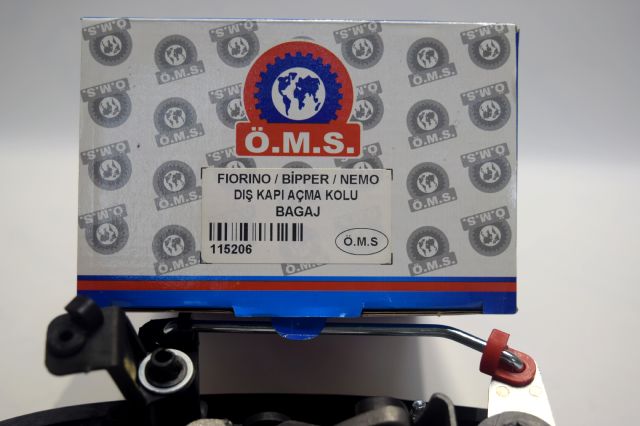 Ö.M.S.
FIORINO / BİPPER / NEMO
DIŞ KAPI AÇMA KOLU
BAGAJ
115206
Ö.M.S